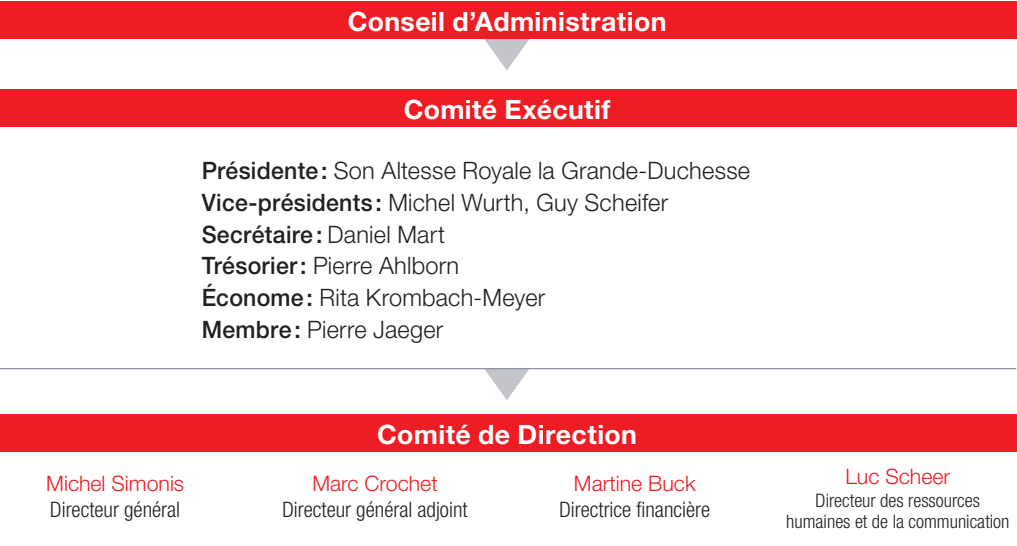 Conseil d'Administration
Comité Exécutif
Présidente : Son Altesse Royale la Grande-Duchesse
Vice-présidents : Michel Wurth, Guy Scheifer
Secrétaire : Daniel Mart
Trésorier : Pierre Ahlborn
Économe : Rita Krombach-Meyer
Membre : Pierre Jaeger
Comité de Direction
Michel Simonis
Directeur général
Marc Crochet
Directeur général adjoint
Martine Buck
Directrice financière
Luc Scheer
Directeur des ressources
humaines et de la communication